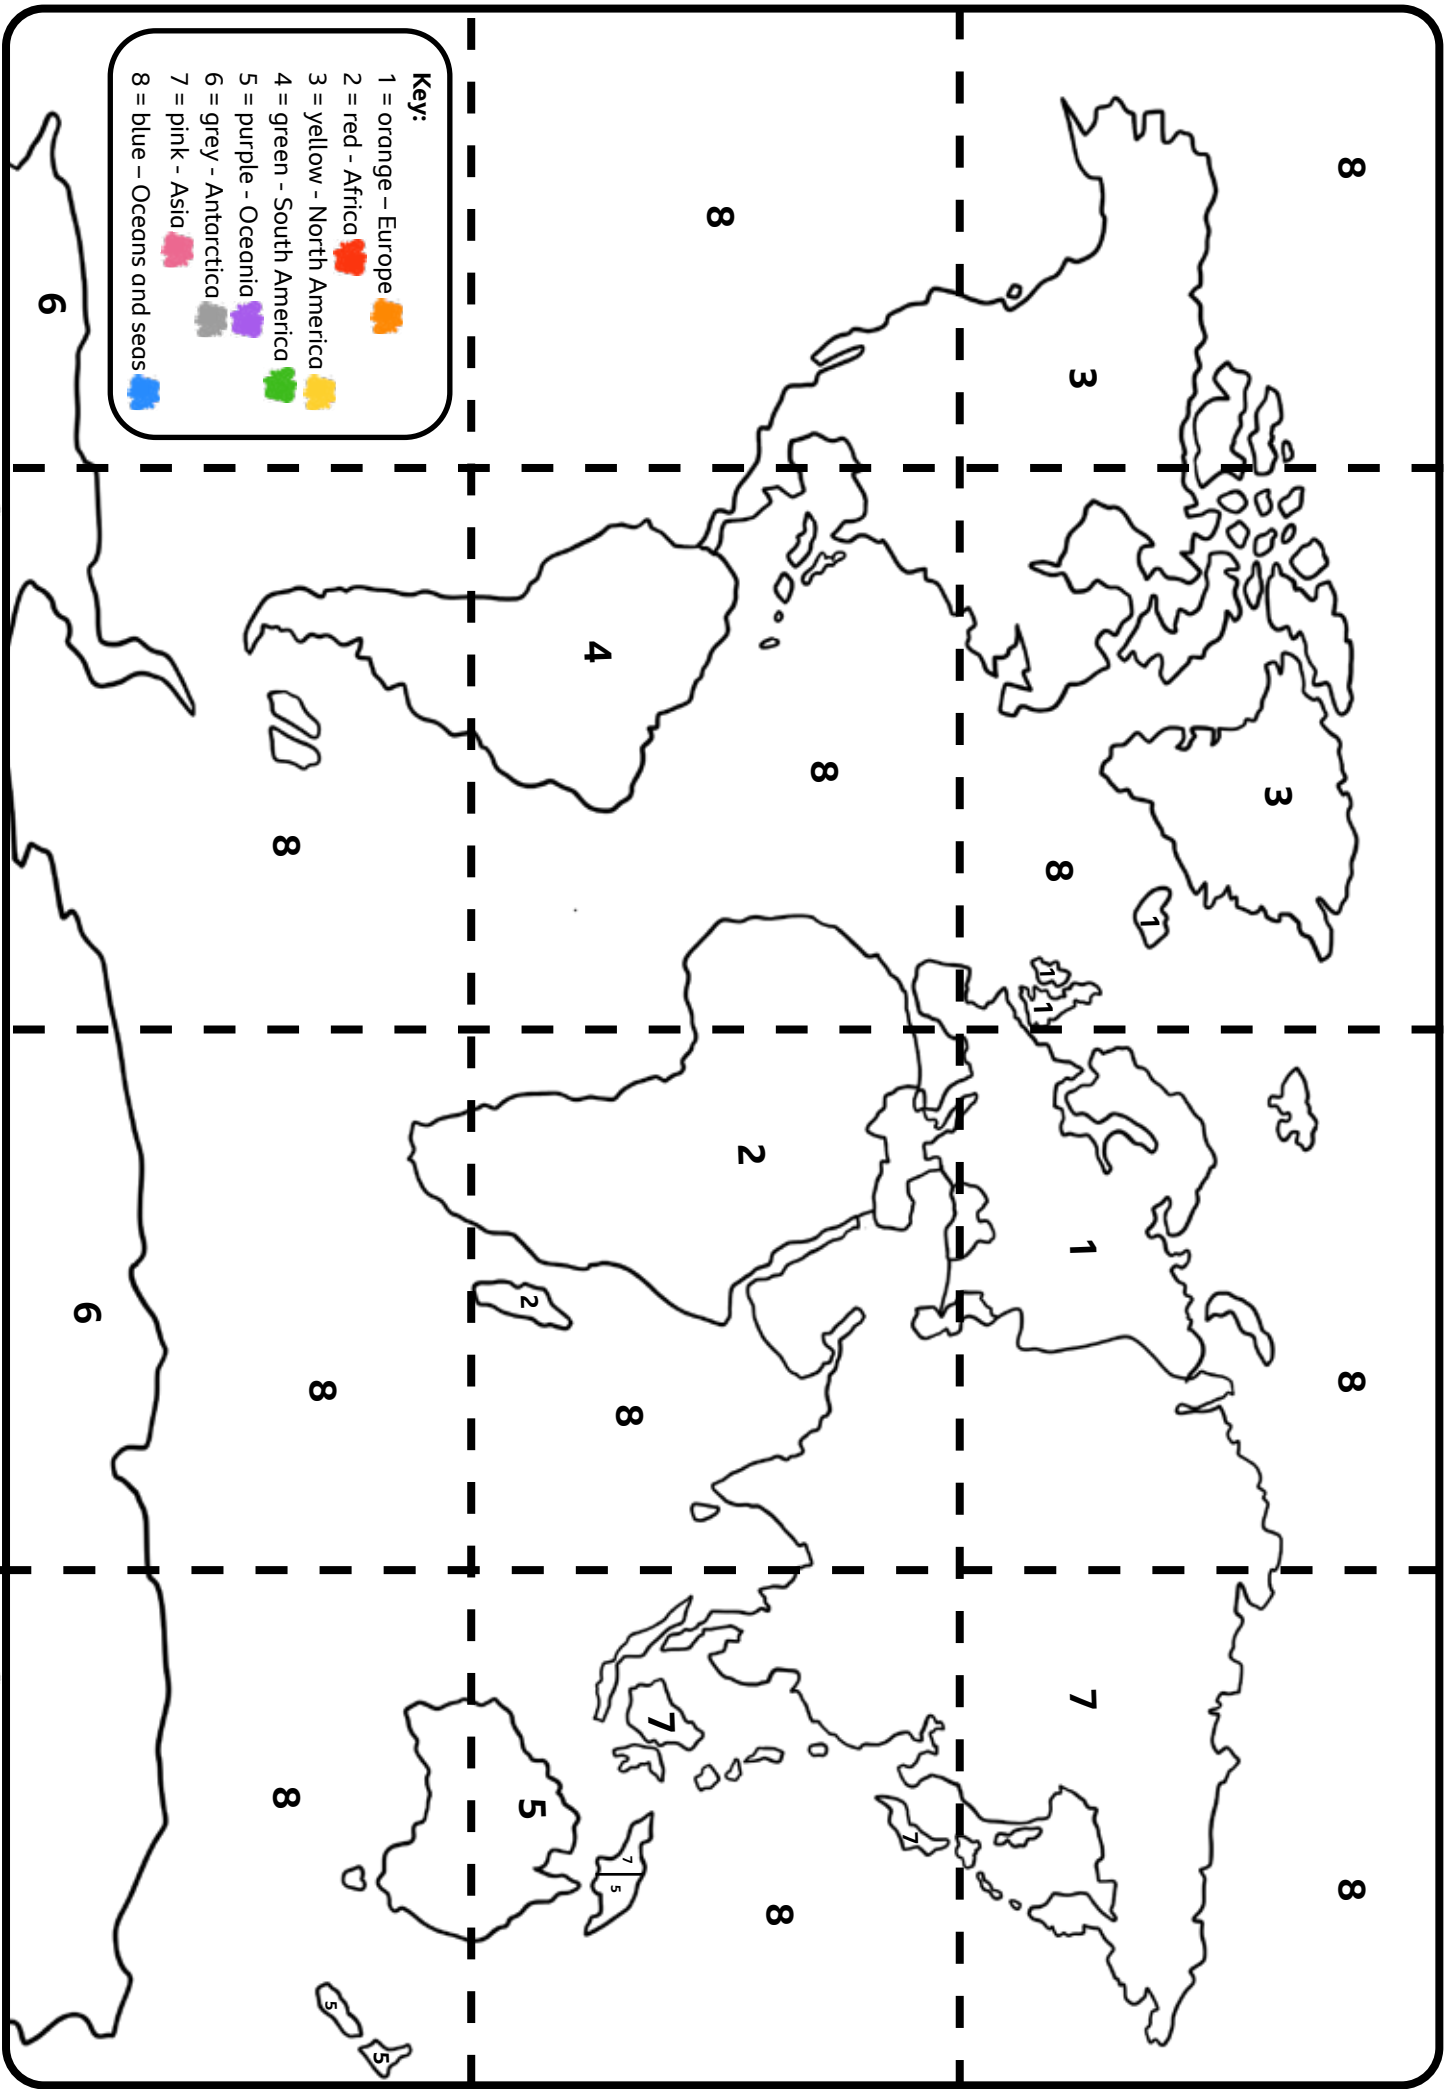 8 8 8
3
1
3 1 7
8
1 1
7
8
8
2
8
7
8 7 5
4
5
2
Key:
1 = orange – Europe
2 = red - Africa
3 = yellow - North America
4 = green - South America
5 = purple - Oceania
6 = grey - Antarctica
7 = pink - Asia
8 = blue – Oceans and seas
5
5
8
8 8
6
6